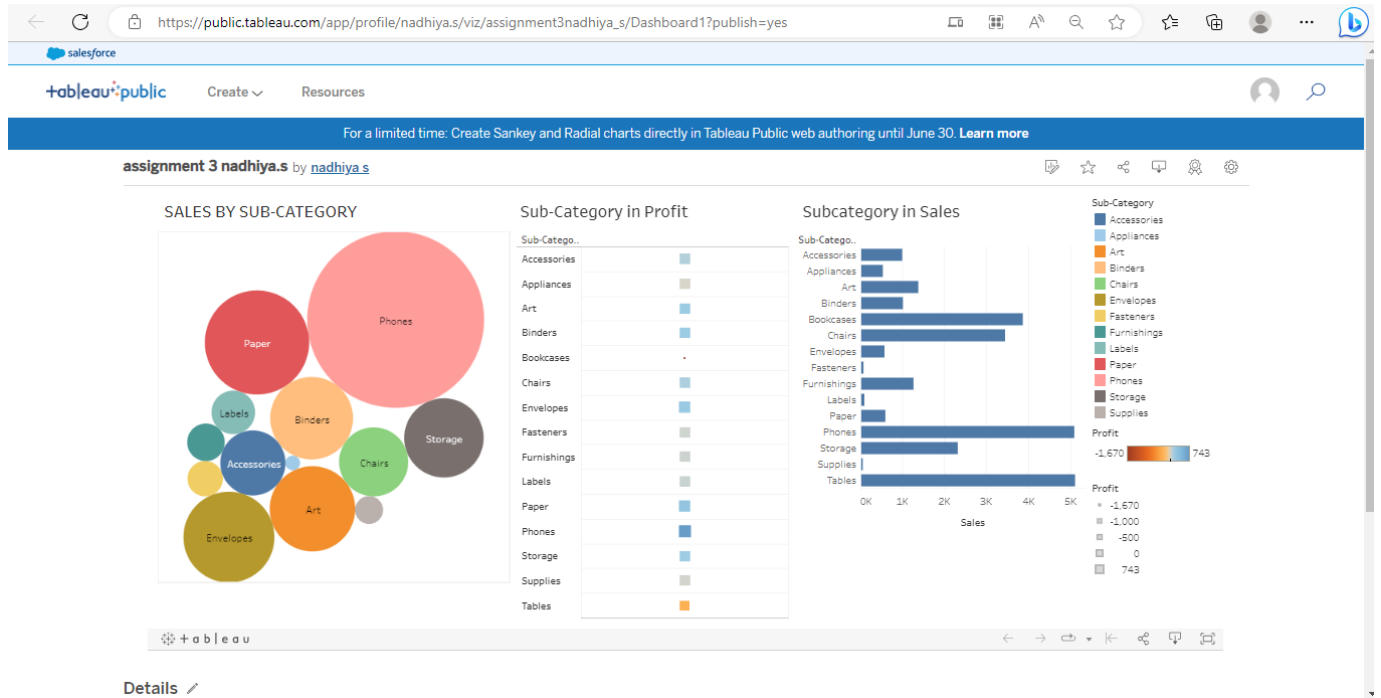 https://public.tableau.com/app/profile/nadhiya.s/viz/assignment3nadhiya_s/Dashboard1?publish=yes
salesforce
+ableau public
Create
Resources
For a limited time: Create Sankey and Radial charts directly in Tableau Public web authoring until June 30. Learn more
assignment 3 nadhiya.s by nadhiya s
SALES BY SUB-CATEGORY
Phones
Paper
Labels
Binders
Storage
Accessories
Chairs
Art
Envelopes
Sub-Category in Profit
Sub-Catego..
Accessories
Appliances
Art
Binders
Bookcases
Chairs
Envelopes
Fasteners
Furnishings
Labels
Paper
Phones
Storage
Supplies
Tables
Subcategory in Sales
Sub-Catego..
Accessories
Appliances
Art
Binders
Bookcases
Chairs
Envelopes
Fasteners
Furnishings
Labels
Paper
Phones
Storage
Supplies
Tables
0K 1K 2K 3K 4K 5K
Sales
Sub-Category
Accessories
Appliances
Art
Binders
Chairs
Envelopes
Fasteners
Furnishings
Labels
Paper
Phones
Storage
Supplies
Profit
-1,670 743
Profit
-1,670
-1,000
-500
0
743
+ableau
Details